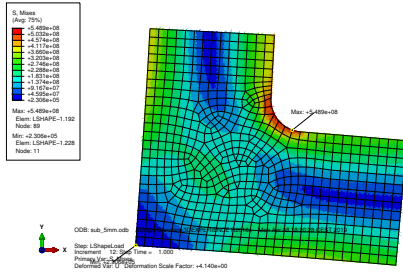 S, Mises
(Avg: 75%)
+5.489e+08
+5.032e+08
+4.574e+08
+4.117e+08
+3.660e+08
+3.203e+08
+2.746e+08
+2.288e+08
+1.831e+08
+1.374e+08
+9.167e+07
+4.595e+07
+2.306e+05
Max: +5.489e+08
Elem: LSHAPE-1.192
Node: 89
Min: +2.306e+05
Elem: LSHAPE-1.228
Node: 11
Max: +5.489e+08
Y
X
ODB: sub_5mm.odb
Step: LShapeLoad
Increment 12: Step Time = 1.000
Primary Var: S, Mises
Min: +2.306e+05
Deformed Var: U Deformation Scale Factor: +4.140e+00